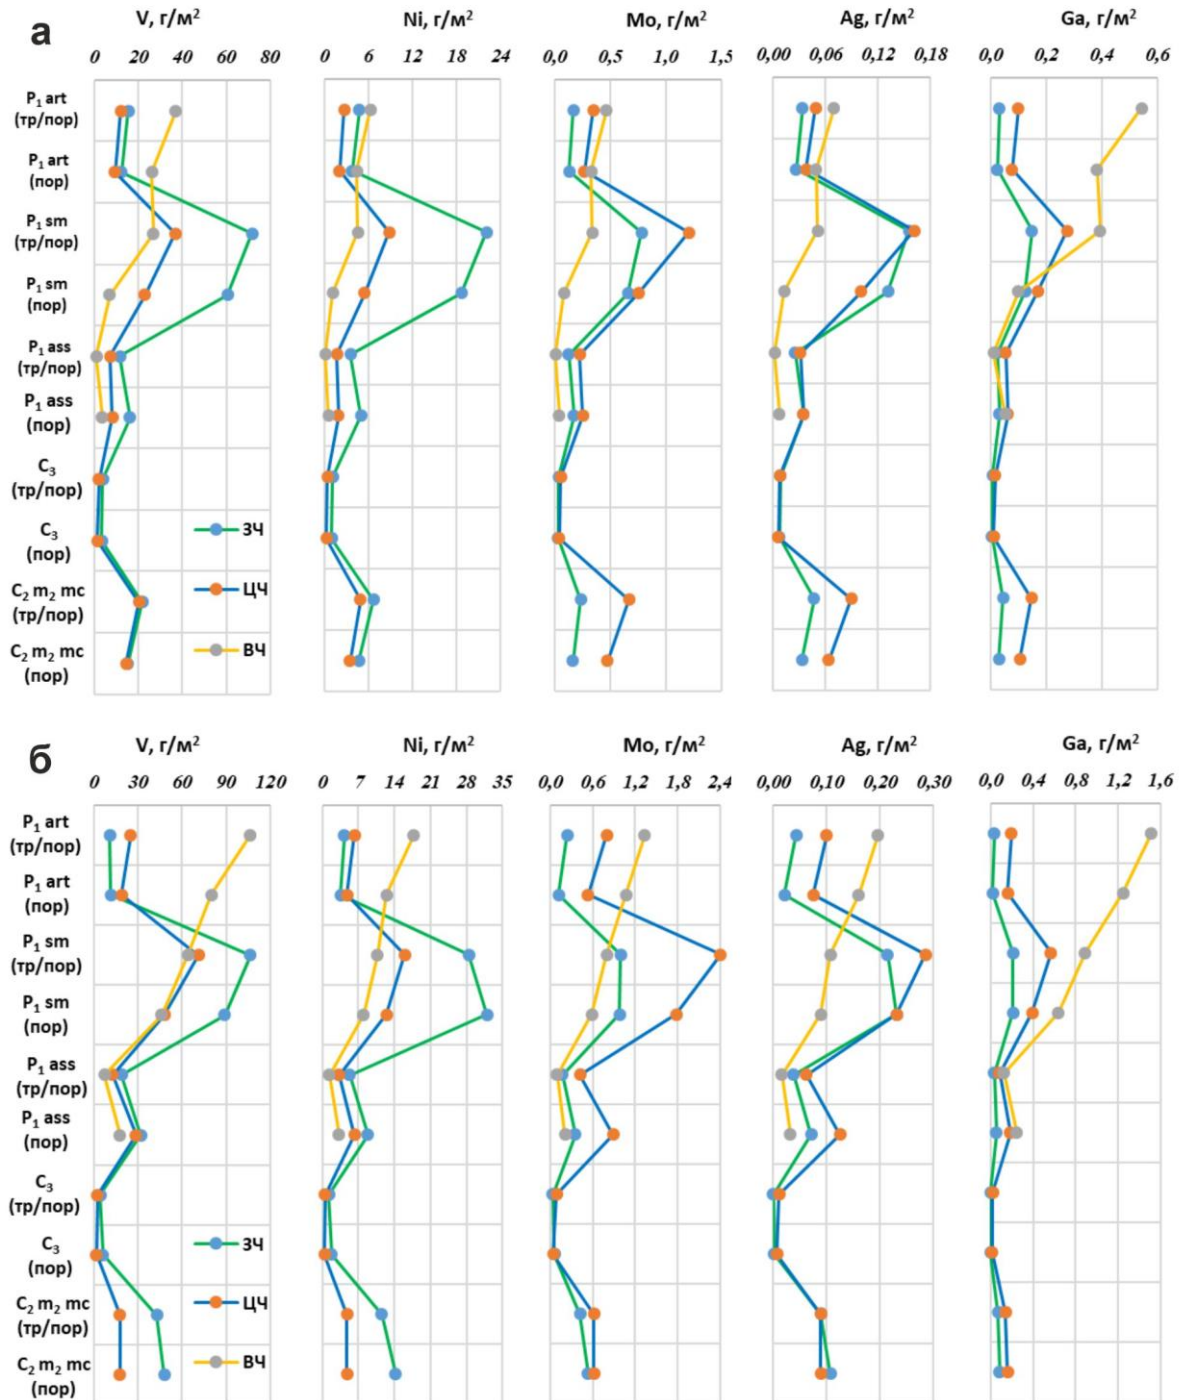 а
V, г/м²
Ni, г/м²
Mo, г/м²
Ag, г/м²
Ga, г/м²
0 20 40 60 80
0 6 12 18 24
0,0 0,5 1,0 1,5
0,00 0,06 0,12 0,18
0,0 0,2 0,4 0,6
P₁ art
(тр/пор)
P₁ art
(пор)
P₁ sm
(тр/пор)
P₁ sm
(пор)
P₁ ass
(тр/пор)
P₁ ass
(пор)
C₃
(тр/пор)
C₃
(пор)
C₂ m₂ mc
(тр/пор)
C₂ m₂ mc
(пор)
ЗЧ
ЦЧ
ВЧ
б
V, г/м²
Ni, г/м²
Mo, г/м²
Ag, г/м²
Ga, г/м²
0 30 60 90 120
0 7 14 21 28 35
0,0 0,6 1,2 1,8 2,4
0,00 0,10 0,20 0,30
0,0 0,4 0,8 1,2 1,6
P₁ art
(тр/пор)
P₁ art
(пор)
P₁ sm
(тр/пор)
P₁ sm
(пор)
P₁ ass
(тр/пор)
P₁ ass
(пор)
C₃
(тр/пор)
C₃
(пор)
C₂ m₂ mc
(тр/пор)
C₂ m₂ mc
(пор)
ЗЧ
ЦЧ
ВЧ